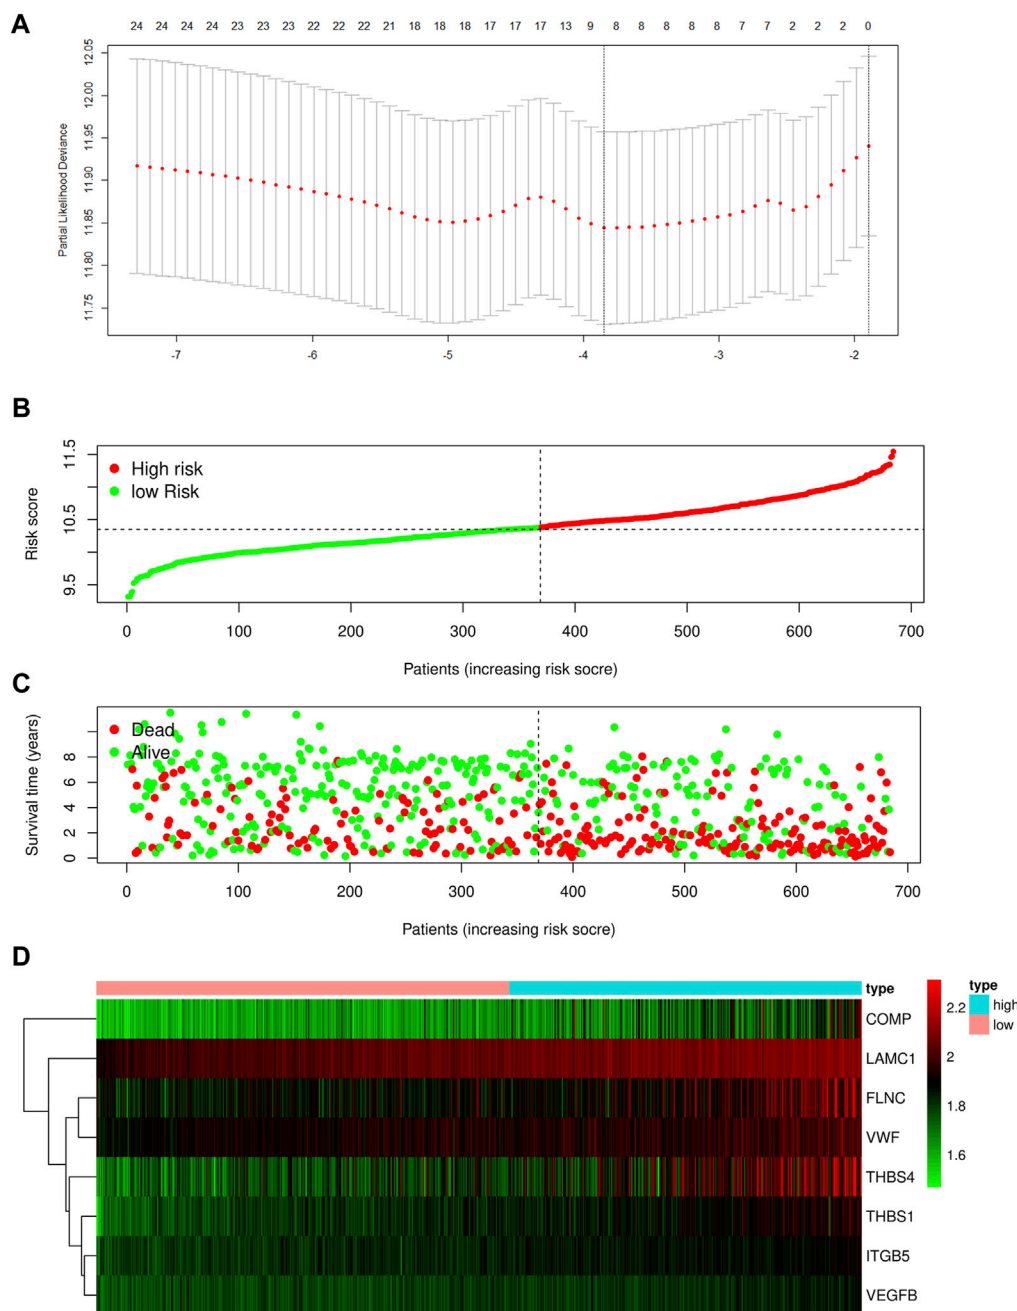 A
24 24 24 24 23 23 23 22 22 22 21 18 18 18 17 17 17 13 9 8 8 8 8 8 7 7 2 2 2 0
Partial Likelihood Deviance
12.05
12.00
11.95
11.90
11.85
11.80
11.75
-7 -6 -5 -4 -3 -2
B
Risk score
11.5
10.5
9.5
High risk
low Risk
0 100 200 300 400 500 600 700
Patients (increasing risk socre)
C
Survival time (years)
8
6
4
2
0
Dead
Alive
0 100 200 300 400 500 600 700
Patients (increasing risk socre)
D
type
COMP
LAMC1
FLNC
VWF
THBS4
THBS1
ITGB5
VEGFB
2.2
2
1.8
1.6
type
high
low